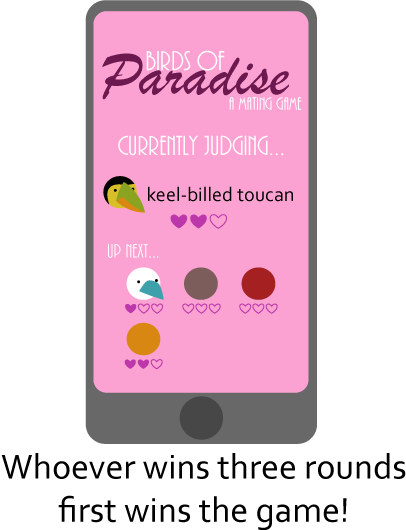 BIRDS OF
Paradise
A MATING GAME
CURRENTLY JUDGING...
keel-billed toucan
UP NEXT...
Whoever wins three rounds
first wins the game!